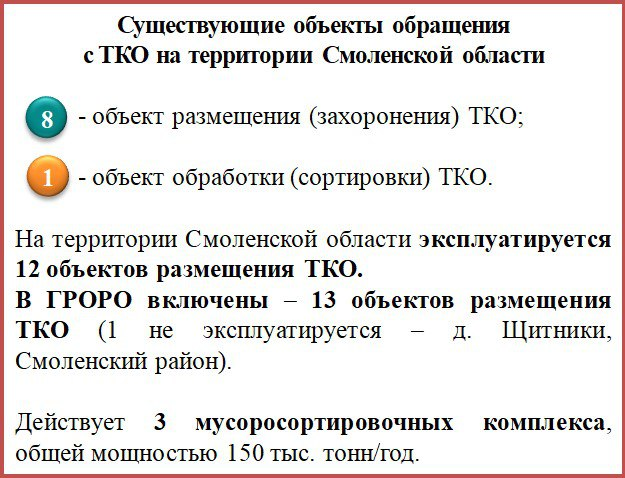 Существующие объекты обращения
с ТКО на территории Смоленской области
8 - объект размещения (захоронения) ТКО;
1 - объект обработки (сортировки) ТКО.
На территории Смоленской области эксплуатируется
12 объектов размещения ТКО.
В ГРОРО включены – 13 объектов размещения
ТКО (1 не эксплуатируется – д. Щитники,
Смоленский район).
Действует 3 мусоросортировочных комплекса,
общей мощностью 150 тыс. тонн/год.